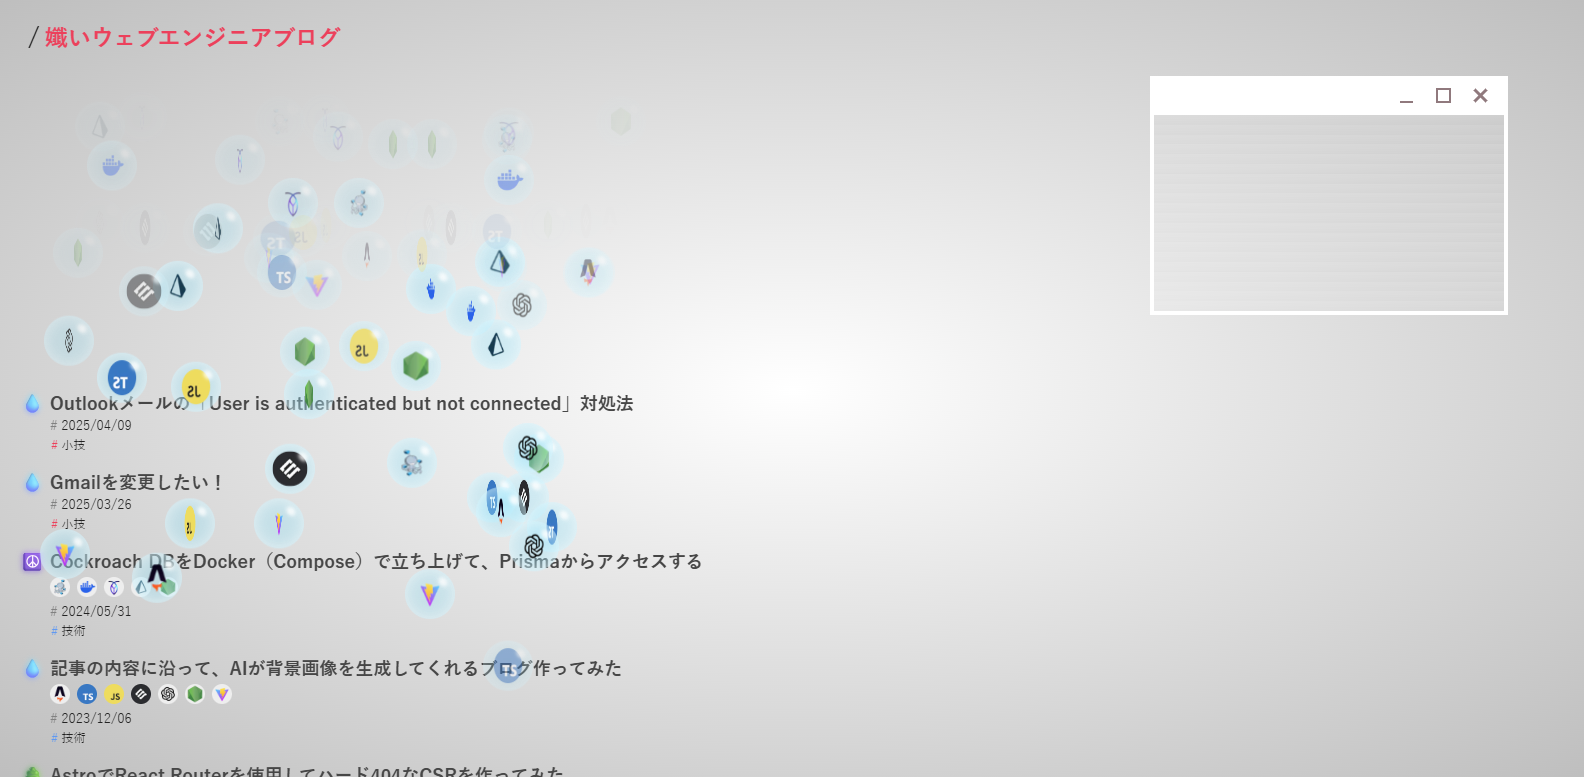 / 孅いウェブエンジニアブログ
Outlookメールの「User is authenticated but not connected」対処法
# 2025/04/09
# 小技
Gmailを変更したい！
# 2025/03/26
# 小技
Cockroach DBをDocker（Compose）で立ち上げて、Prismaからアクセスする
# 2024/05/31
# 技術
記事の内容に沿って、AIが背景画像を生成してくれるブログ作ってみた
TS JS
# 2023/12/06
# 技術
AstroでReact Routerを使用してハード404なCSRを作ってみた